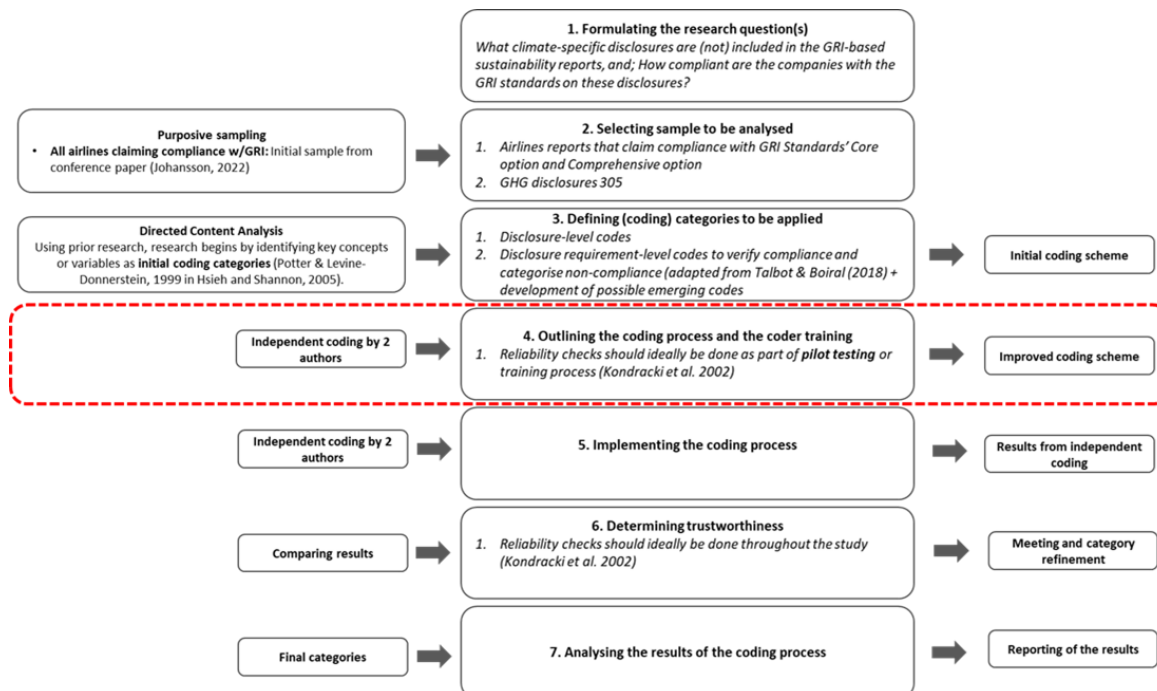 1. Formulating the research question(s)
What climate-specific disclosures are (not) included in the GRI-based
sustainability reports, and; How compliant are the companies with the
GRI standards on these disclosures?
Purposive sampling
• All airlines claiming compliance w/GRI: Initial sample from
conference paper (Johansson, 2022)
2. Selecting sample to be analysed
1. Airlines reports that claim compliance with GRI Standards' Core
option and Comprehensive option
2. GHG disclosures 305
Directed Content Analysis
Using prior research, research begins by identifying key concepts
or variables as initial coding categories (Potter & Levine-
Donnerstein, 1999 in Hsieh and Shannon, 2005).
3. Defining (coding) categories to be applied
1. Disclosure-level codes
2. Disclosure requirement-level codes to verify compliance and
categorise non-compliance (adapted from Talbot & Boiral (2018) +
development of possible emerging codes
Initial coding scheme
Independent coding by 2
authors
4. Outlining the coding process and the coder training
1. Reliability checks should ideally be done as part of pilot testing or
training process (Kondracki et al. 2002)
Improved coding scheme
Independent coding by 2
authors
5. Implementing the coding process
Results from independent
coding
Comparing results
6. Determining trustworthiness
1. Reliability checks should ideally be done throughout the study
(Kondracki et al. 2002)
Meeting and category
refinement
Final categories
7. Analysing the results of the coding process
Reporting of the results